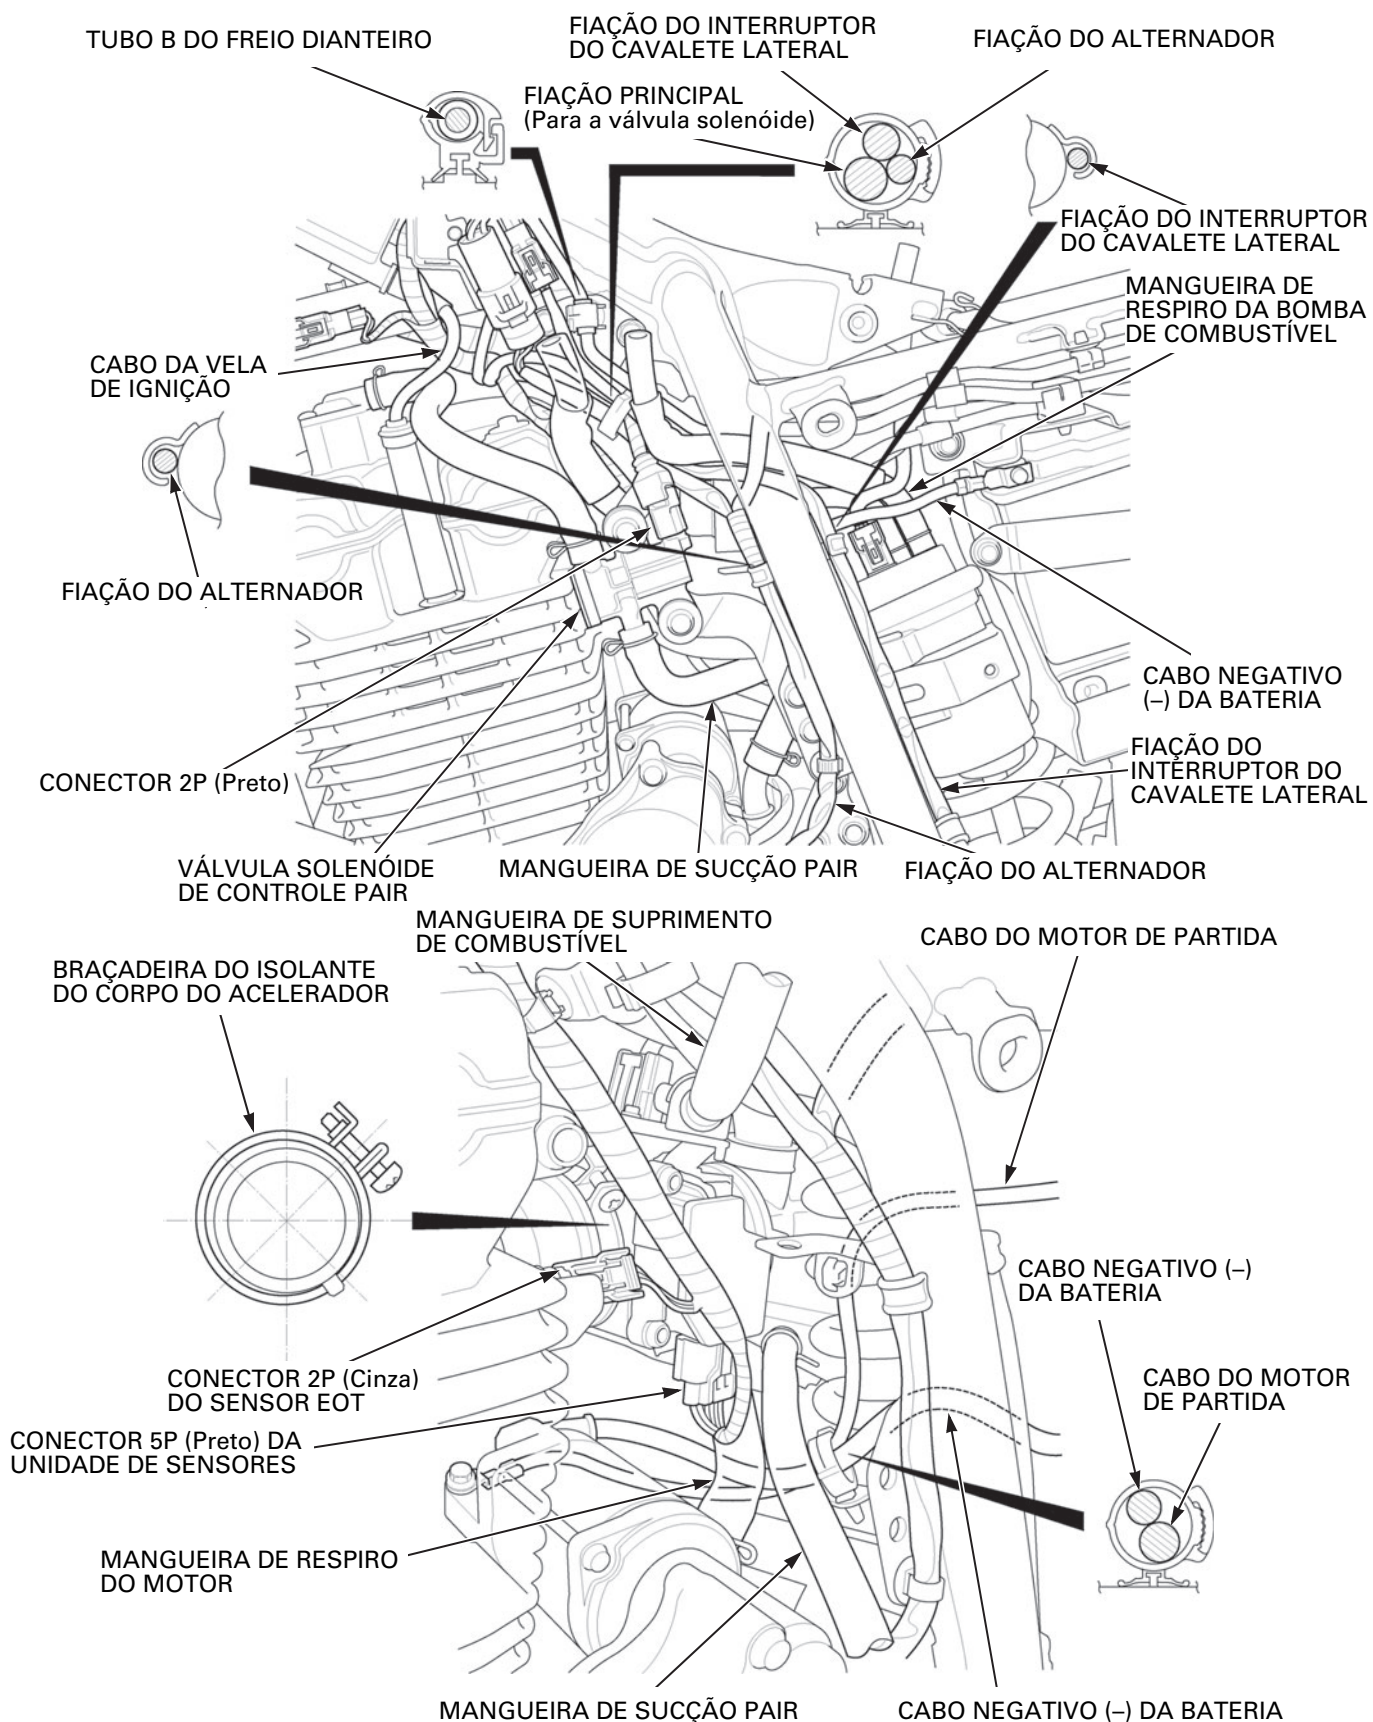 TUBO B DO FREIO DIANTEIRO
FIAÇÃO DO INTERRUPTOR
DO CAVALETE LATERAL
FIAÇÃO DO ALTERNADOR
FIAÇÃO PRINCIPAL
(Para a válvula solenóide)
FIAÇÃO DO INTERRUPTOR
DO CAVALETE LATERAL
MANGUEIRA DE
RESPIRO DA BOMBA
DE COMBUSTÍVEL
CABO DA VELA
DE IGNIÇÃO
FIAÇÃO DO ALTERNADOR
CABO NEGATIVO
(–) DA BATERIA
FIAÇÃO DO
INTERRUPTOR DO
CAVALETE LATERAL
CONECTOR 2P (Preto)
VÁLVULA SOLENÓIDE
DE CONTROLE PAIR
MANGUEIRA DE SUCÇÃO PAIR
FIAÇÃO DO ALTERNADOR
MANGUEIRA DE SUPRIMENTO
DE COMBUSTÍVEL
CABO DO MOTOR DE PARTIDA
BRAÇADEIRA DO ISOLANTE
DO CORPO DO ACELERADOR
CABO NEGATIVO (–)
DA BATERIA
CONECTOR 2P (Cinza)
DO SENSOR EOT
CABO DO MOTOR
DE PARTIDA
CONECTOR 5P (Preto) DA
UNIDADE DE SENSORES
MANGUEIRA DE RESPIRO
DO MOTOR
MANGUEIRA DE SUCÇÃO PAIR
CABO NEGATIVO (–) DA BATERIA